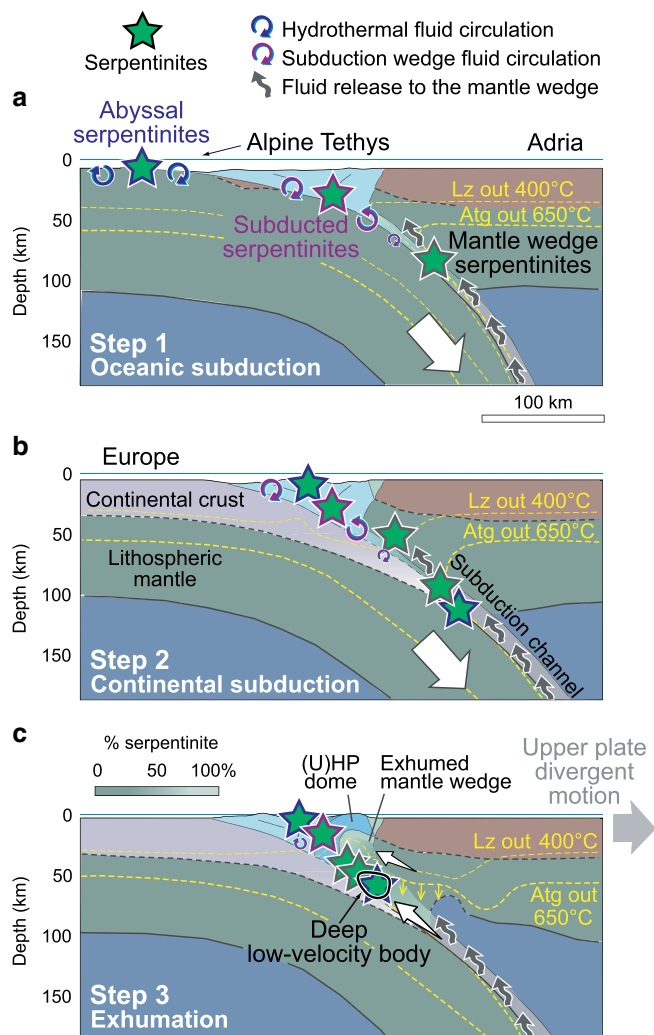 Serpentinites
Hydrothermal fluid circulation
Subduction wedge fluid circulation
Fluid release to the mantle wedge
a
Abyssal
serpentinites
Alpine Tethys
Adria
0
50
100
150
Depth (km)
Lz out 400°C
Atg out 650°C
Subducted
serpentinites
Mantle wedge
serpentinites
Step 1
Oceanic subduction
100 km
b
Europe
0
50
100
150
Depth (km)
Continental crust
Lz out 400°C
Atg out 650°C
Lithospheric
mantle
Subduction channel
Step 2
Continental subduction
c
% serpentinite
0 50 100%
(U)HP
dome
Exhumed
mantle wedge
Upper plate
divergent
motion
0
50
100
150
Depth (km)
Lz out 400°C
Atg out
650°C
Deep
low-velocity body
Step 3
Exhumation